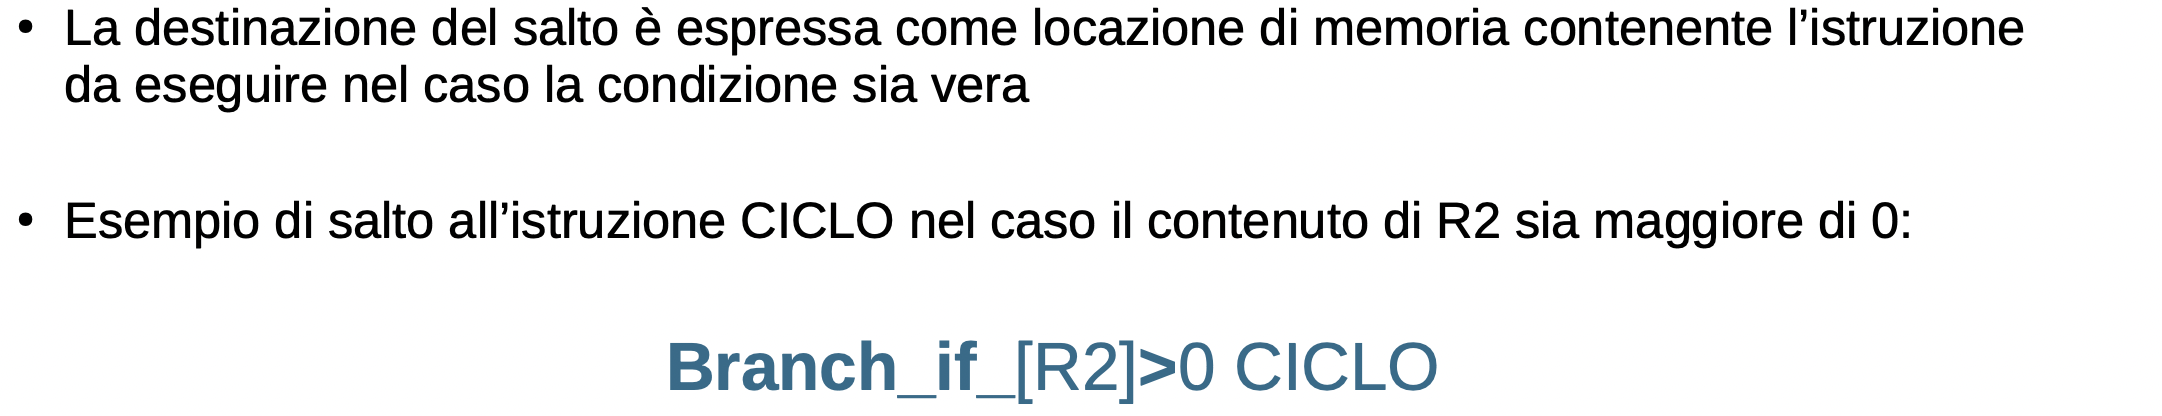 • La destinazione del salto è espressa come locazione di memoria contenente l’istruzione
da eseguire nel caso la condizione sia vera
• Esempio di salto all’istruzione CICLO nel caso il contenuto di R2 sia maggiore di 0:
Branch_if_[R2]>0 CICLO